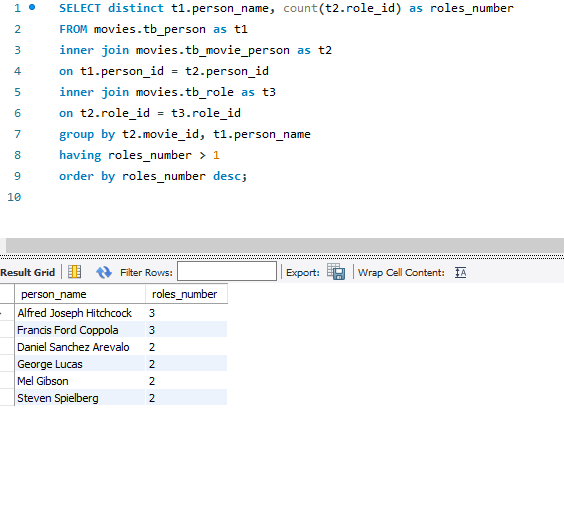 1 SELECT distinct t1.person_name, count(t2.role_id) as roles_number
2 FROM movies.tb_person as t1
3 inner join movies.tb_movie_person as t2
4 on t1.person_id = t2.person_id
5 inner join movies.tb_role as t3
6 on t2.role_id = t3.role_id
7 group by t2.movie_id, t1.person_name
8 having roles_number > 1
9 order by roles_number desc;
10
Result Grid Filter Rows: Export: Wrap Cell Content: IA
person_name roles_number
Alfred Joseph Hitchcock 3
Francis Ford Coppola 3
Daniel Sanchez Arevalo 2
George Lucas 2
Mel Gibson 2
Steven Spielberg 2